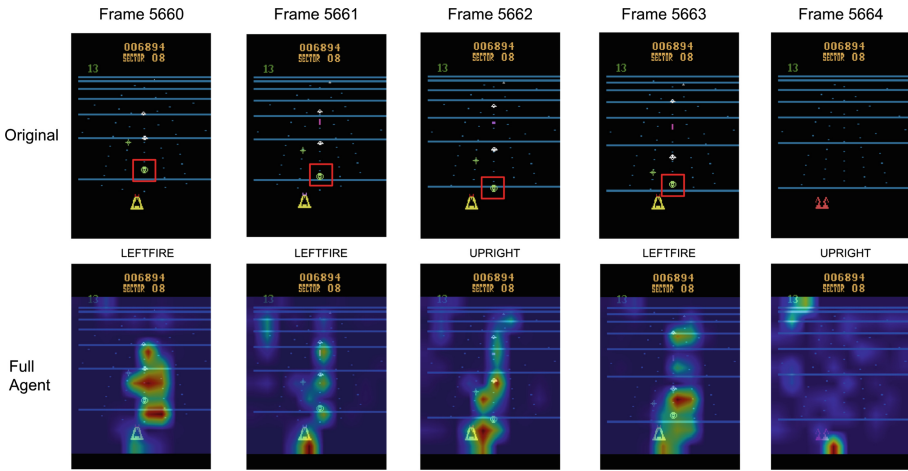 Frame 5660 Frame 5661 Frame 5662 Frame 5663 Frame 5664
006894 006894 006894 006894 006894
SECTOR 08 SECTOR 08 SECTOR 08 SECTOR 08 SECTOR 08
13 13 13 13 13
Original
LEFTFIRE LEFTFIRE UPRIGHT LEFTFIRE UPRIGHT
006894 006894 006894 006894 006894
SECTOR 08 SECTOR 08 SECTOR 08 SECTOR 08 SECTOR 08
13 13 13 13 13
Full
Agent